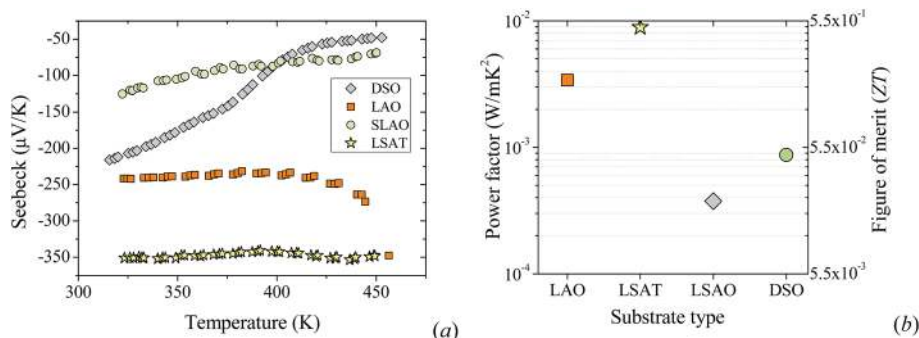 0
-50
-100
-150
-200
-250
-300
-350
Seebeck (μV/K)
DSO
LAO
SLAO
LSAT
300
350
400
450
Temperature (K)
(a)
10⁻²
10⁻³
10⁻⁴
Power factor (W/mK²)
5.5x10⁻¹
5.5x10⁻²
5.5x10⁻³
Figure of merit (ZT)
LAO
LSAT
LSAO
DSO
Substrate type
(b)